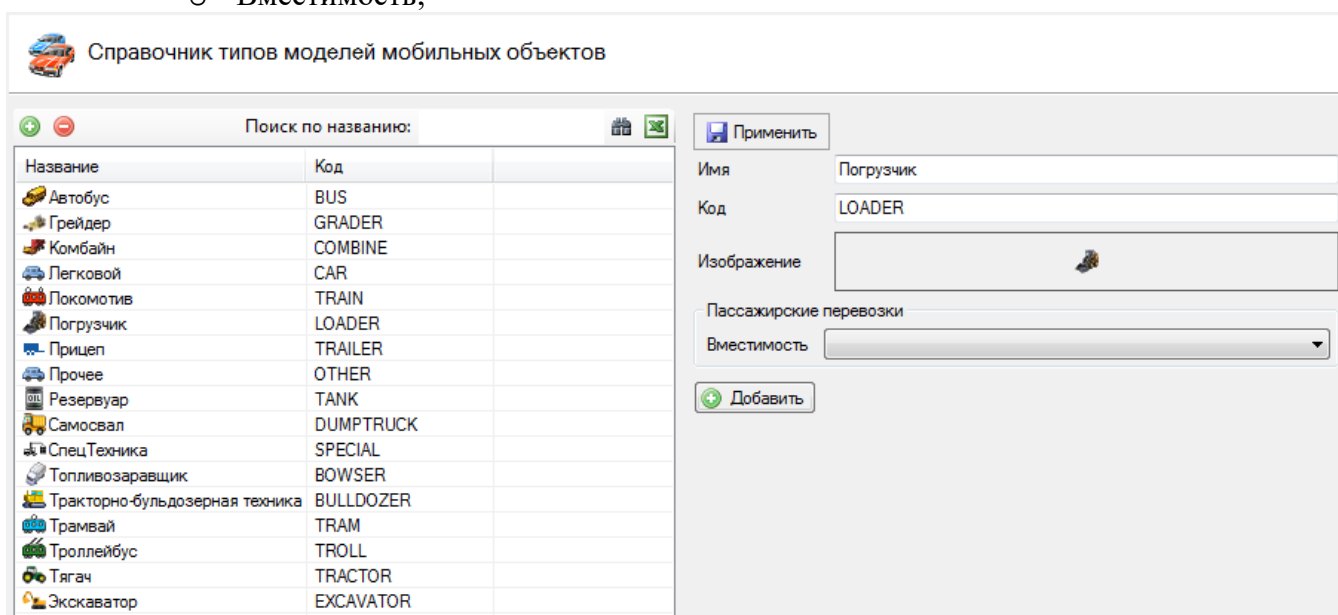 o Вместимость;
Справочник типов моделей мобильных объектов
Поиск по названию:
Название Код
Автобус BUS
Грейдер GRADER
Комбайн COMBINE
Легковой CAR
Локомотив TRAIN
Погрузчик LOADER
Прицеп TRAILER
Прочее OTHER
Резервуар TANK
Самосвал DUMPTRUCK
СпецТехника SPECIAL
Топливозаравщик BOWSER
Тракторно-бульдозерная техника BULLDOZER
Трамвай TRAM
Троллейбус TROLL
Тягач TRACTOR
Экскаватор EXCAVATOR
Применить
Имя Погрузчик
Код LOADER
Изображение
Пассажирские перевозки
Вместимость
Добавить